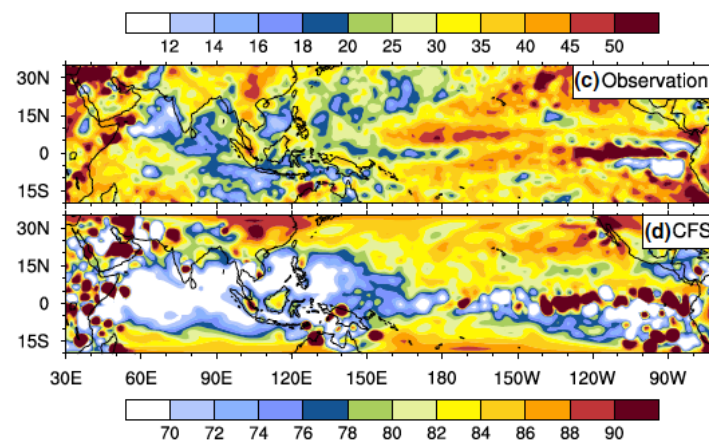 12 14 16 18 20 25 30 35 40 45 50
30N
(c) Observation
15N
0
15S
30N
(d) CFS
15N
0
15S
30E 60E 90E 120E 150E 180 150W 120W 90W
70 72 74 76 78 80 82 84 86 88 90